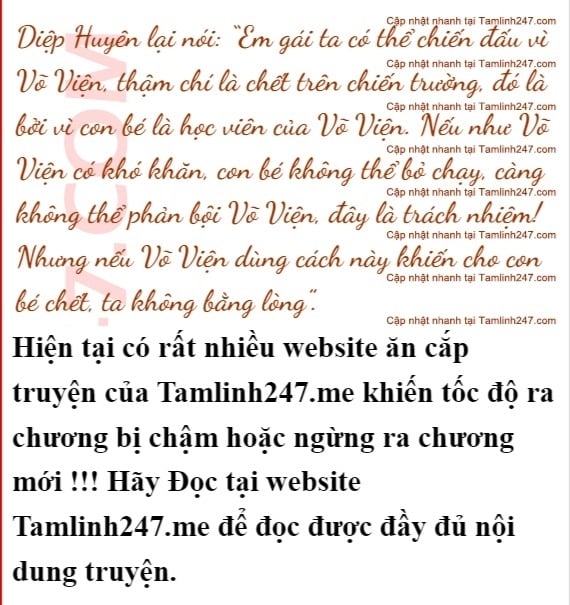 Cập nhật nhanh tại Tamlinh247.com
Diệp Huyên lại nói: "Em gái ta có thể chiến đấu vì
Cập nhật nhanh tại Tamlinh247.com
Võ Viện, thậm chí là chết trên chiến trường, đó là
Cập nhật nhanh tại Tamlinh247.com
bởi vì con bé là học viên của Võ Viện. Nếu như Võ
Cập nhật nhanh tại Tamlinh247.com
Viện có khó khăn, con bé không thể bỏ chạy, càng
Cập nhật nhanh tại Tamlinh247.com
không thể phản bội Võ Viện, đây là trách nhiệm!
Cập nhật nhanh tại Tamlinh247.com
Nhưng nếu Võ Viện dùng cách này khiến cho con
Cập nhật nhanh tại Tamlinh247.com
bé chết, ta không bằng lòng".
Cập nhật nhanh tại Tamlinh247.com
7.COM
Hiện tại có rất nhiều website ăn cắp
truyện của Tamlinh247.me khiến tốc độ ra
chương bị chậm hoặc ngừng ra chương
mới !!! Hãy Đọc tại website
Tamlinh247.me để đọc được đầy đủ nội
dung truyện.